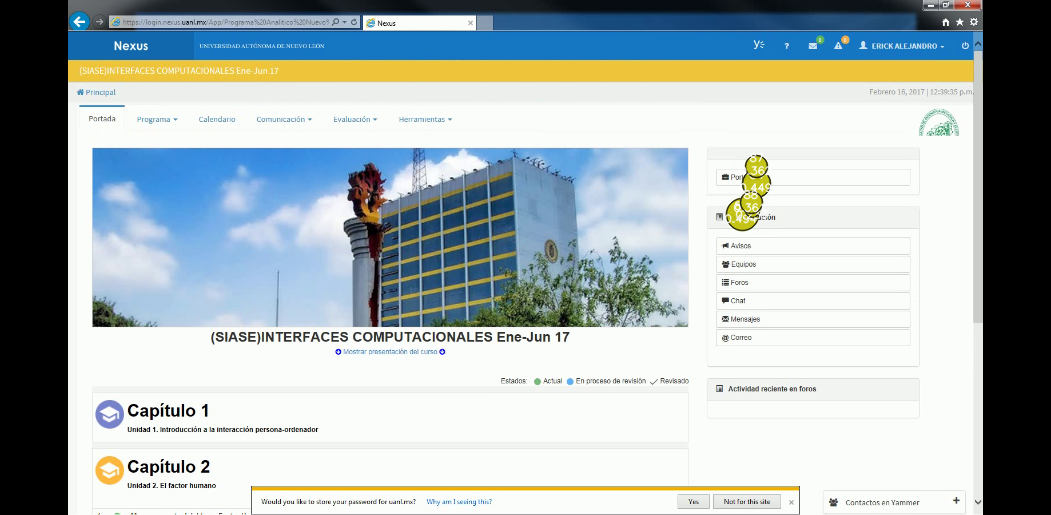 https://login.nexus.uanl.mx/App/Programa%20Analitico%20Nuevo%
Nexus
Nexus
UNIVERSIDAD AUTÓNOMA DE NUEVO LEÓN
?
ERICK ALEJANDRO
(SIASE)INTERFACES COMPUTACIONALES Ene-Jun 17
Principal
Febrero 16, 2017 | 12:39:35 p.m.
Portada
Programa
Calendario
Comunicación
Evaluación
Herramientas
(SIASE)INTERFACES COMPUTACIONALES Ene-Jun 17
Mostrar presentación del curso
Estados: Actual En proceso de revisión Revisado
Capítulo 1
Unidad 1. Introducción a la interacción persona-ordenador
Capítulo 2
Unidad 2. El factor humano
Avisos
Equipos
Foros
Chat
Mensajes
@ Correo
Actividad reciente en foros
Would you like to store your password for uanl.mx? Why am I seeing this? Yes Not for this site ×
Contactos en Yammer +